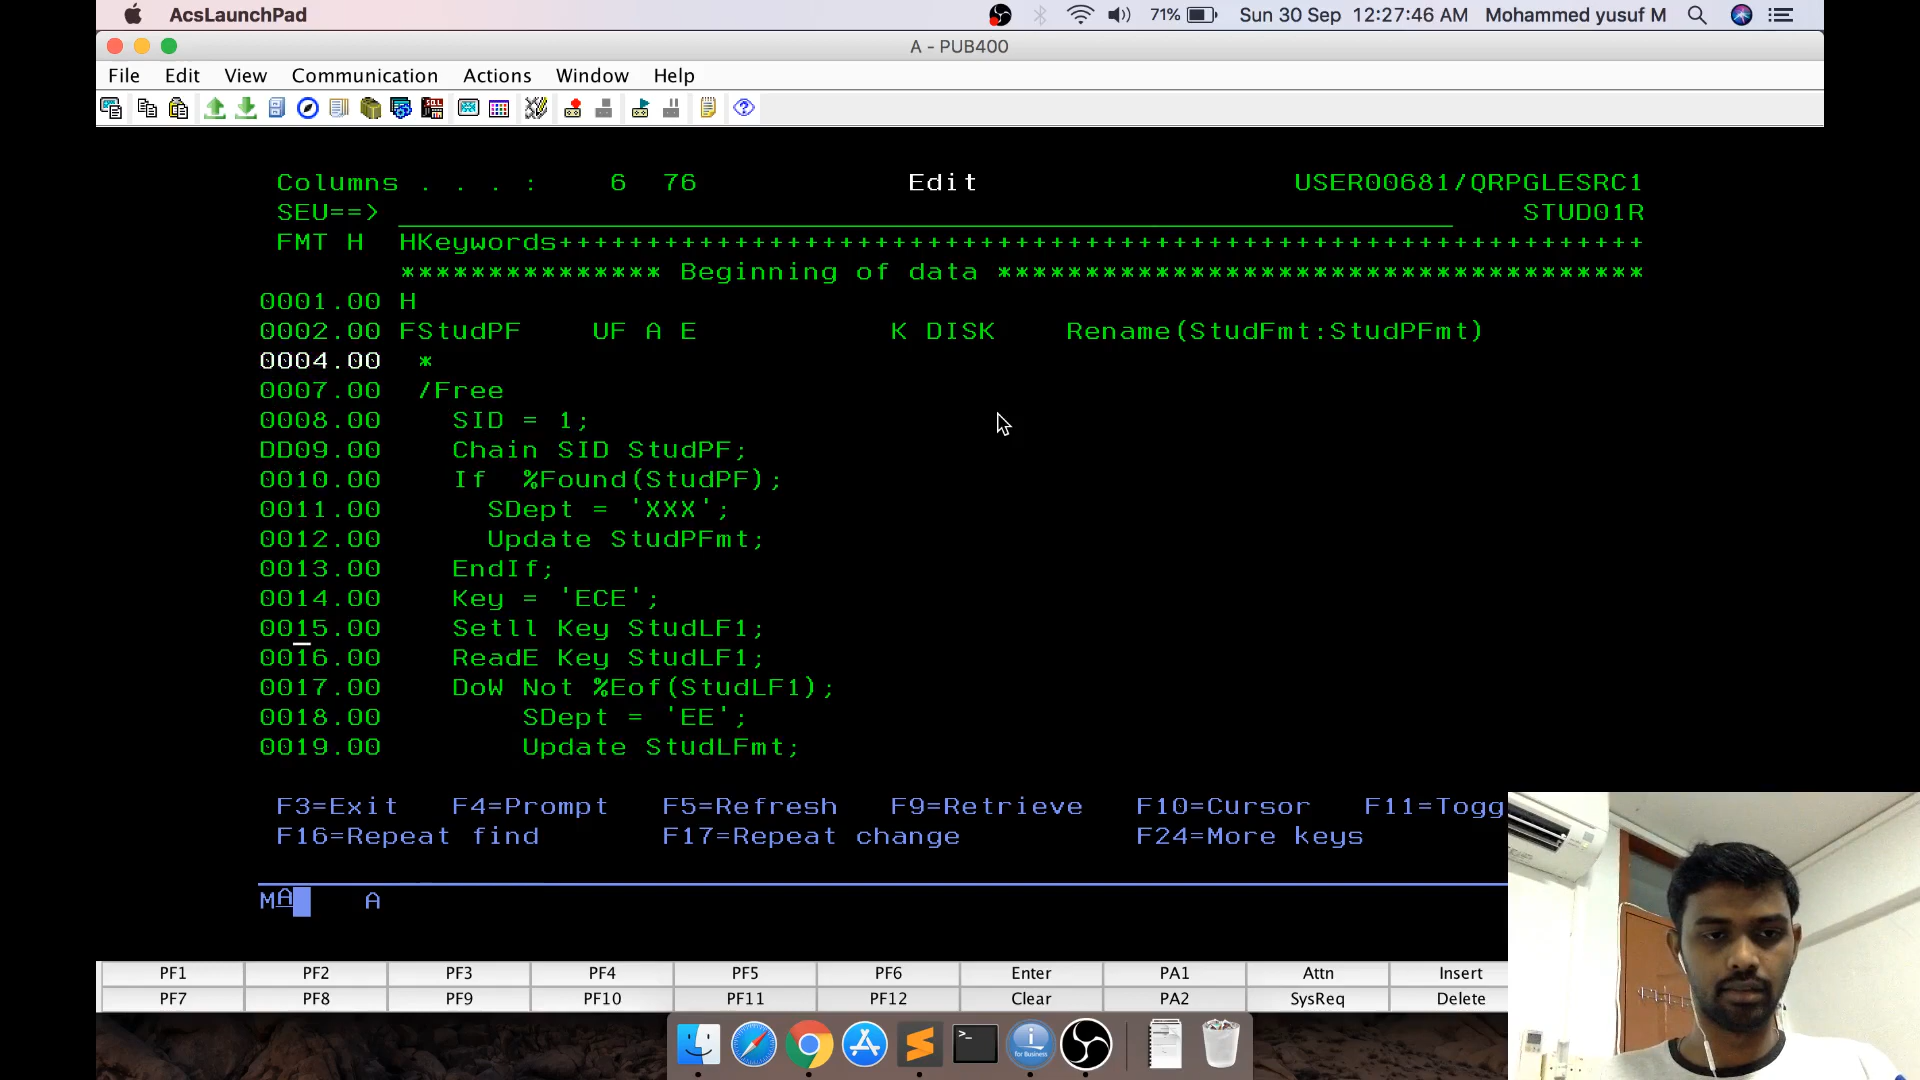 AcsLaunchPad 71% Sun 30 Sep 12:27:46 AM Mohammed yusuf M
A - PUB400
File Edit View Communication Actions Window Help
Columns . . . : 6 76 Edit USER00681/QRPGLESRC1
SEU==> STUD01R
FMT H HKeywords++++++++++++++++++++++++++++++++++++++++++++++++++++++++++++++
*************** Beginning of data *************************************
0001.00 H
0002.00 FStudPF UF A E K DISK Rename(StudFmt:StudPFmt)
0004.00 *
0007.00 /Free
0008.00 SID = 1;
DD09.00 Chain SID StudPF;
0010.00 If %Found(StudPF);
0011.00 SDept = 'XXX';
0012.00 Update StudPFmt;
0013.00 EndIf;
0014.00 Key = 'ECE';
0015.00 Setll Key StudLF1;
0016.00 ReadE Key StudLF1;
0017.00 DoW Not %Eof(StudLF1);
0018.00 SDept = 'EE';
0019.00 Update StudLFmt;
F3=Exit F4=Prompt F5=Refresh F9=Retrieve F10=Cursor F11=Togg
F16=Repeat find F17=Repeat change F24=More keys
MA A
PF1 PF2 PF3 PF4 PF5 PF6 Enter PA1 Attn Insert
PF7 PF8 PF9 PF10 PF11 PF12 Clear PA2 SysReq Delete
for Business